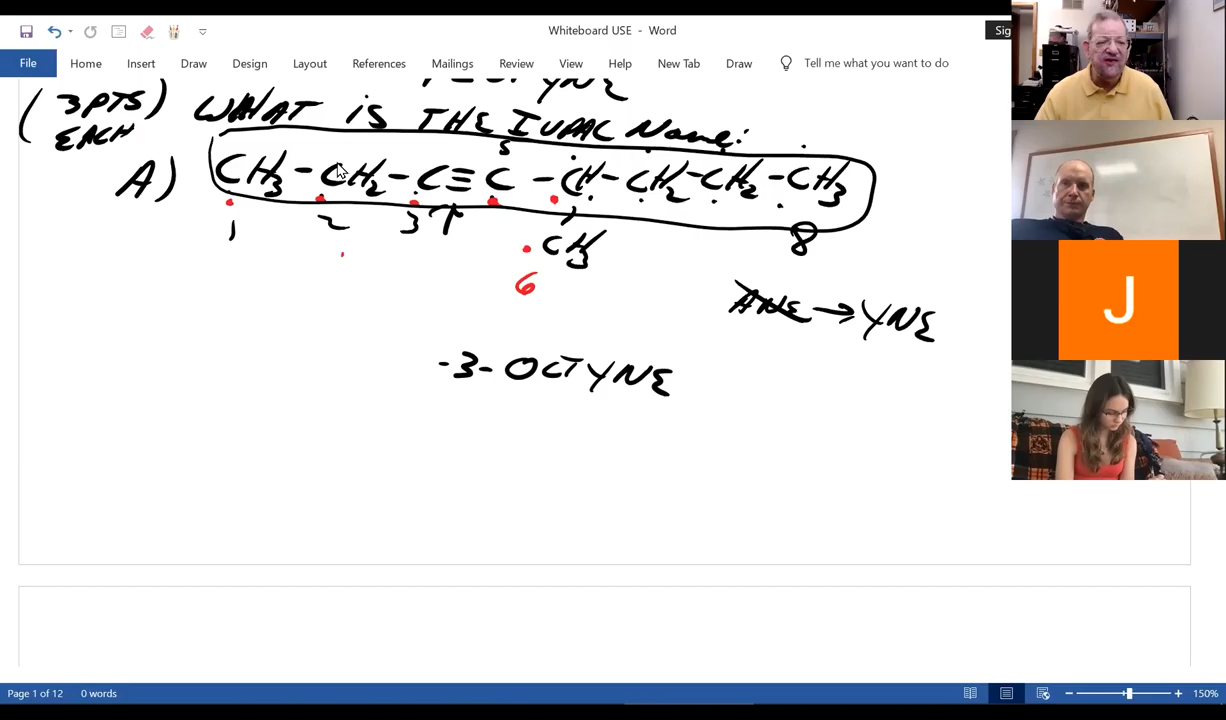 Whiteboard USE - Word
Sig
File Home Insert Draw Design Layout References Mailings Review View Help New Tab Draw Tell me what you want to do
(3PTS) WHAT iS THE IUPAC NAme:
EACH
5
A) CH3 - CH2 - C ≡ C - CH - CH2 - CH2 - CH3
1 2 3 ↑ 8
CH3
6
ANE → YNE
-3- OCTYNE
J
Page 1 of 12 0 words 150%